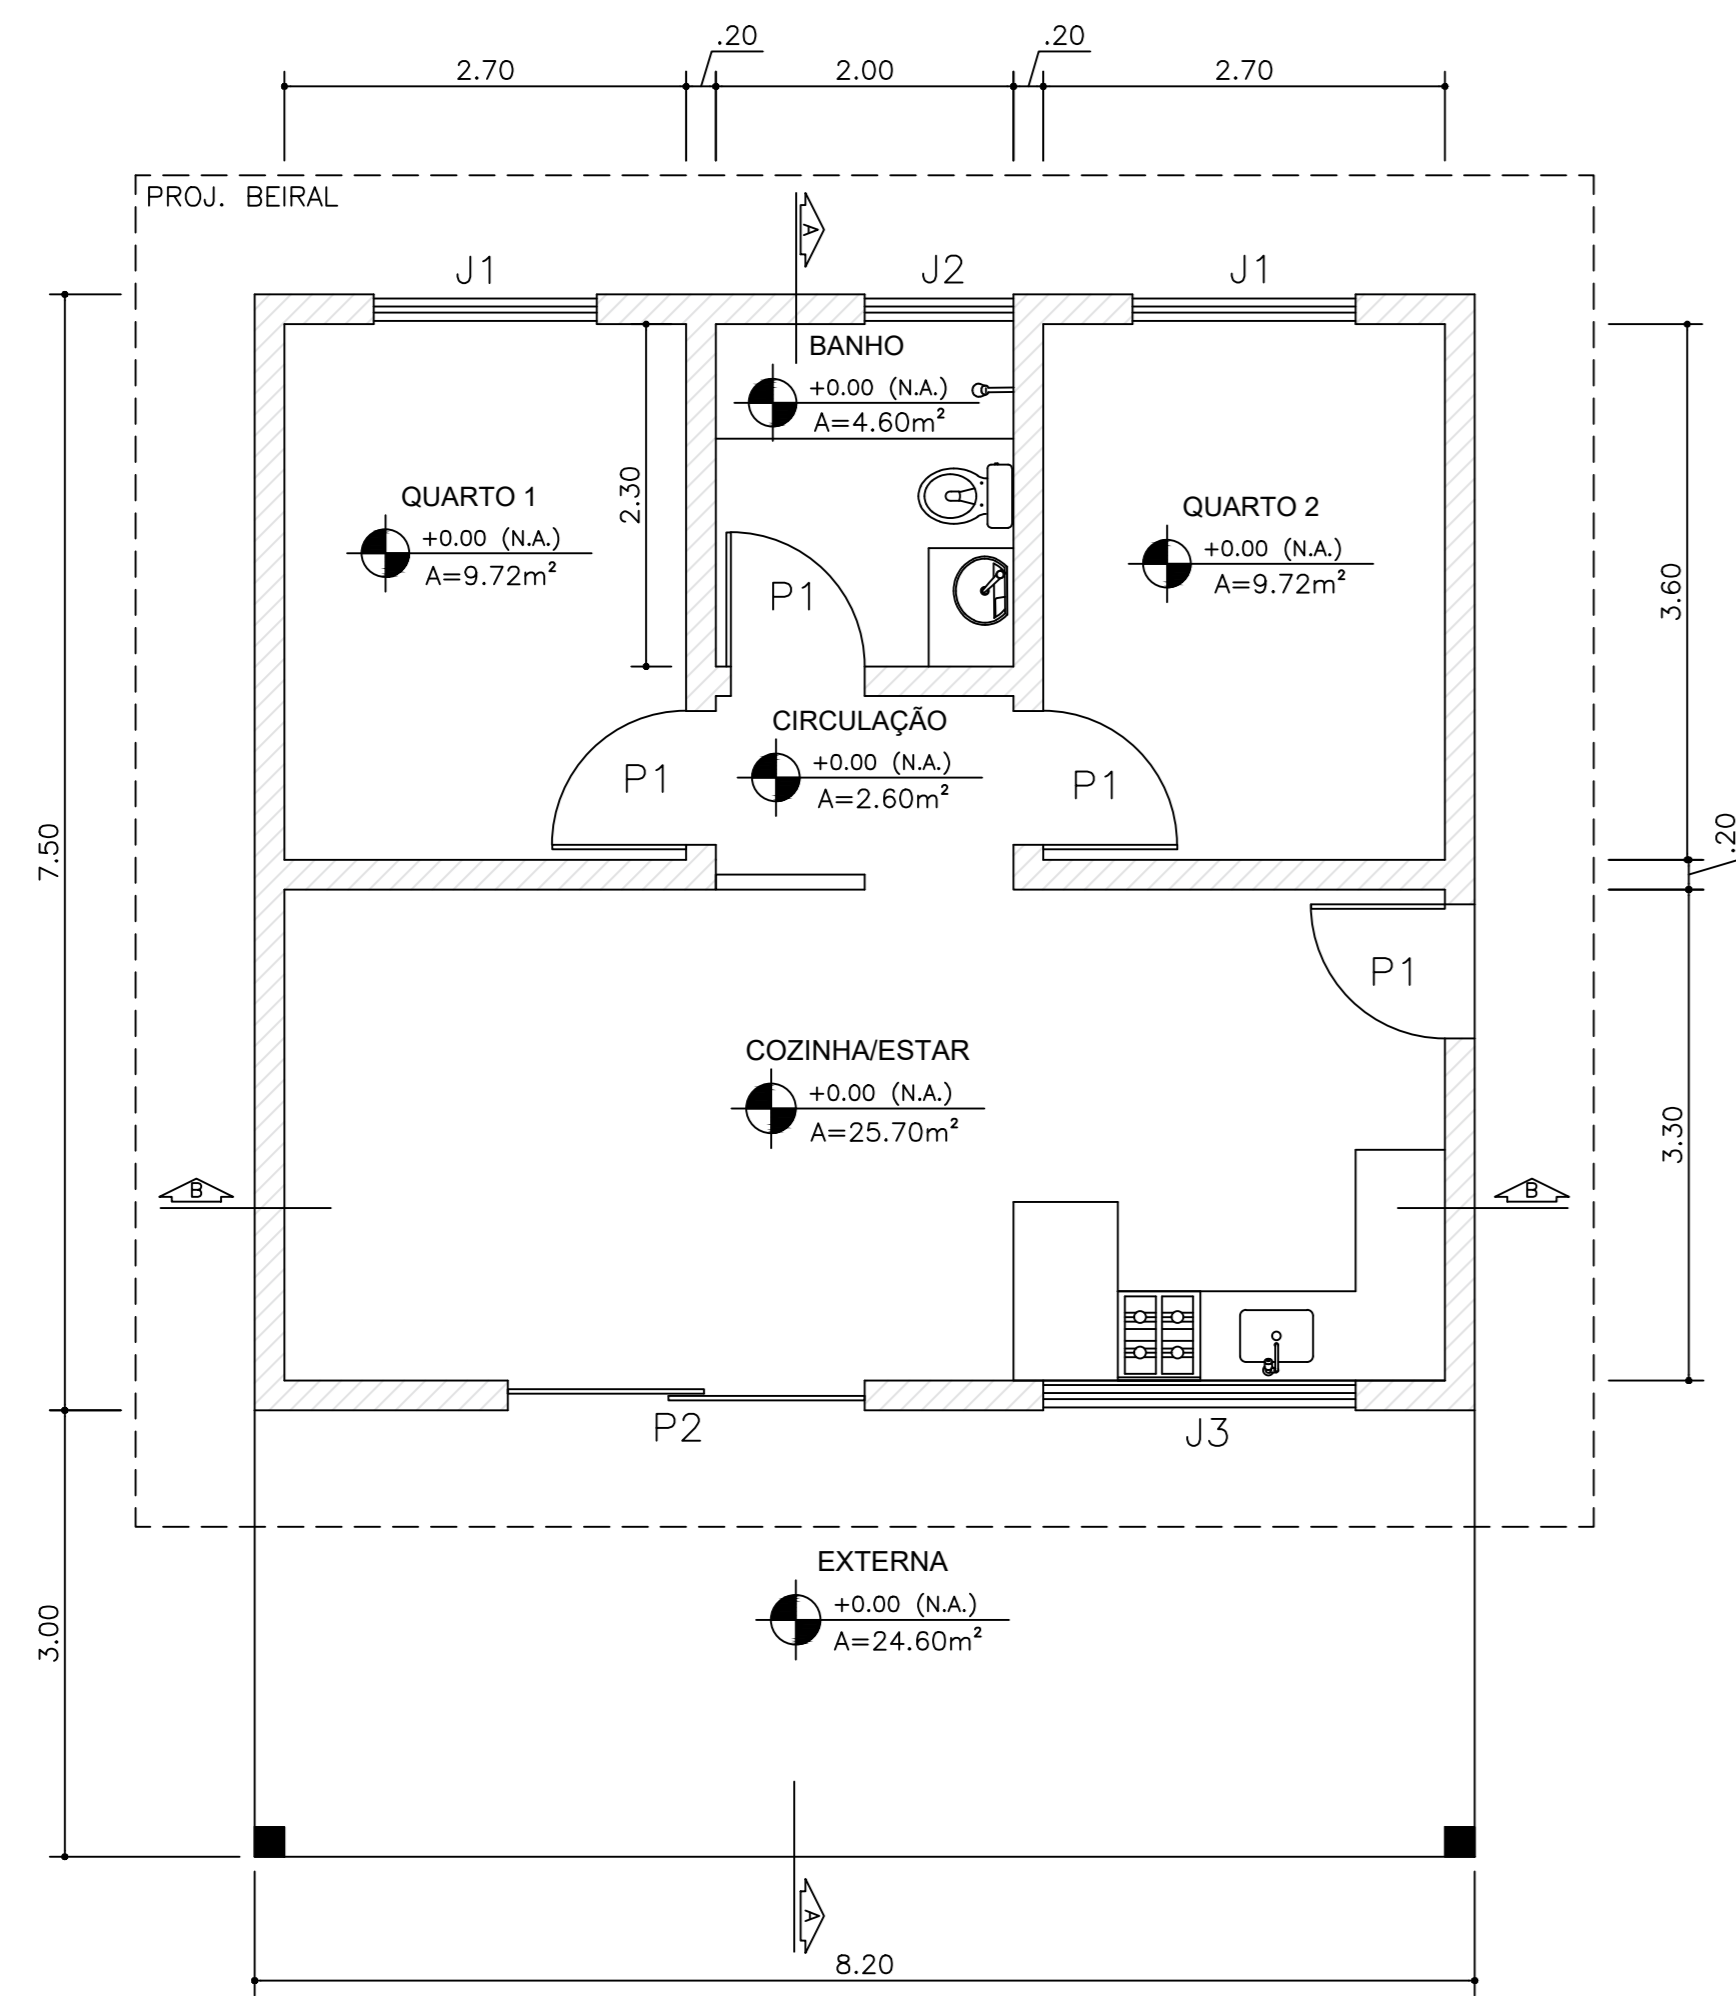 .20
.20
2.70
2.00
2.70
PROJ. BEIRAL
A
J1
J2
J1
BANHO
+0.00 (N.A.)
A=4.60m²
2.30
QUARTO 1
+0.00 (N.A.)
A=9.72m²
QUARTO 2
+0.00 (N.A.)
A=9.72m²
P1
3.60
CIRCULAÇÃO
+0.00 (N.A.)
A=2.60m²
P1
P1
7.50
.20
P1
COZINHA/ESTAR
+0.00 (N.A.)
A=25.70m²
3.30
B
B
P2
J3
EXTERNA
+0.00 (N.A.)
A=24.60m²
3.00
A
8.20